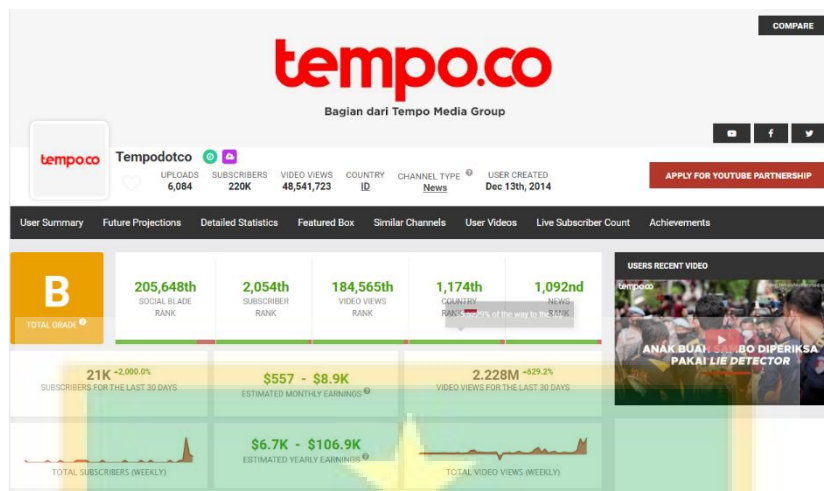 COMPARE
tempo.co
Bagian dari Tempo Media Group
tempo.co
Tempodotco
UPLOADS SUBSCRIBERS VIDEO VIEWS COUNTRY CHANNEL TYPE USER CREATED
6,084 220K 48,541,723 ID News Dec 13th, 2014
APPLY FOR YOUTUBE PARTNERSHIP
User Summary Future Projections Detailed Statistics Featured Box Similar Channels User Videos Live Subscriber Count Achievements
B
TOTAL GRADE
205,648th 2,054th 184,565th 1,174th 1,092nd
SOCIAL BLADE SUBSCRIBER VIDEO VIEWS COUNTRY NEWS
RANK RANK RANK RANK RANK
of the way to
USERS RECENT VIDEO
tempo.co
ANAK BUAH SAMBO DIPERIKSA
PAKAI LIE DETECTOR
21K +2,000.0%
SUBSCRIBERS FOR THE LAST 30 DAYS
$557 - $8.9K
ESTIMATED MONTHLY EARNINGS
2.228M +629.2%
VIDEO VIEWS FOR THE LAST 30 DAYS
TOTAL SUBSCRIBERS (WEEKLY)
$6.7K - $106.9K
ESTIMATED YEARLY EARNINGS
TOTAL VIDEO VIEWS (WEEKLY)